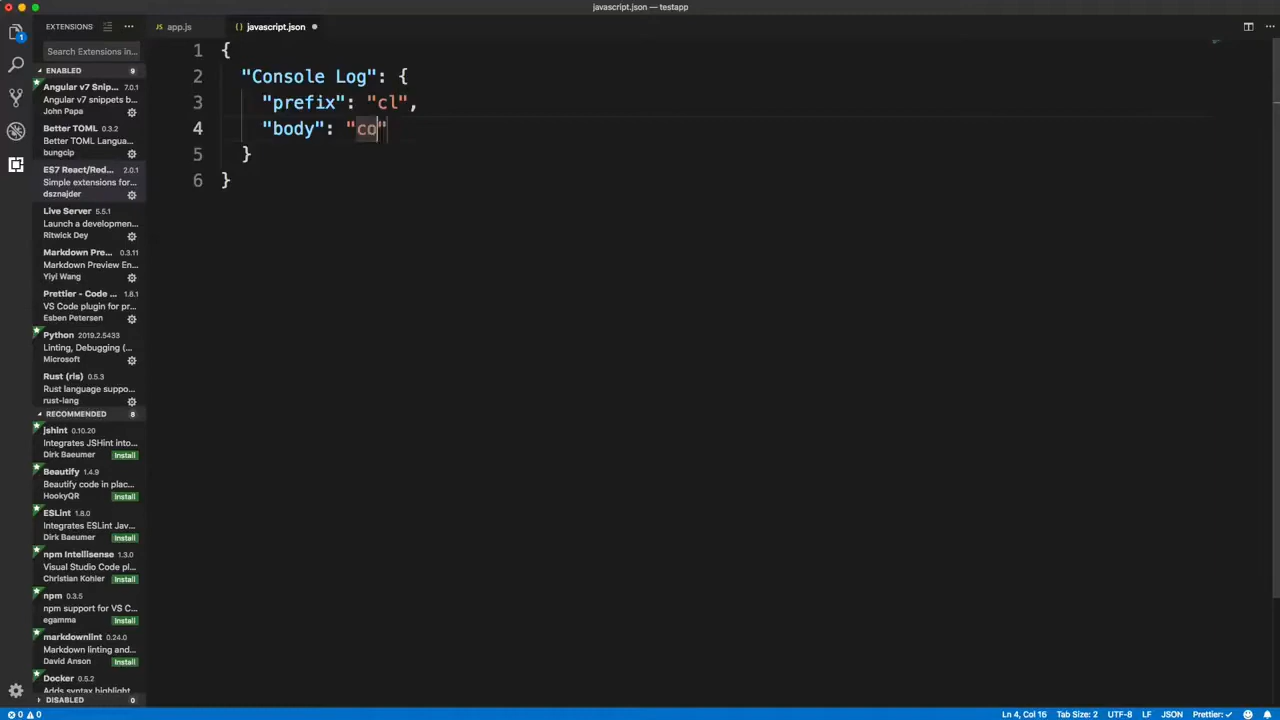 javascript.json — testapp
EXTENSIONS
app.js
javascript.json
Search Extensions in...
ENABLED 9
Angular v7 Snip... 7.0.1
Angular v7 snippets b...
John Papa
Better TOML 0.3.2
Better TOML Langua...
bungcip
ES7 React/Red... 2.0.1
Simple extensions for...
dsznajder
Live Server 5.5.1
Launch a developmen...
Ritwick Dey
Markdown Pre... 0.3.11
Markdown Preview En...
Yiyi Wang
Prettier - Code ... 1.8.1
VS Code plugin for pr...
Esben Petersen
Python 2019.2.5433
Linting, Debugging (...
Microsoft
Rust (rls) 0.5.3
Rust language suppo...
rust-lang
RECOMMENDED 8
jshint 0.10.20
Integrates JSHint into...
Dirk Baeumer Install
Beautify 1.4.9
Beautify code in plac...
HookyQR Install
ESLint 1.8.0
Integrates ESLint Jav...
Dirk Baeumer Install
npm Intellisense 1.3.0
Visual Studio Code pl...
Christian Kohler Install
npm 0.3.5
npm support for VS C...
egamma Install
markdownlint 0.24.0
Markdown linting and...
David Anson Install
Docker 0.5.2
Adds syntax highlight...
DISABLED 0
1 {
2 "Console Log": {
3 "prefix": "cl",
4 "body": "co"
5 }
6 }
1
0 0
Ln 4, Col 16 Tab Size: 2 UTF-8 LF JSON Prettier: ✓